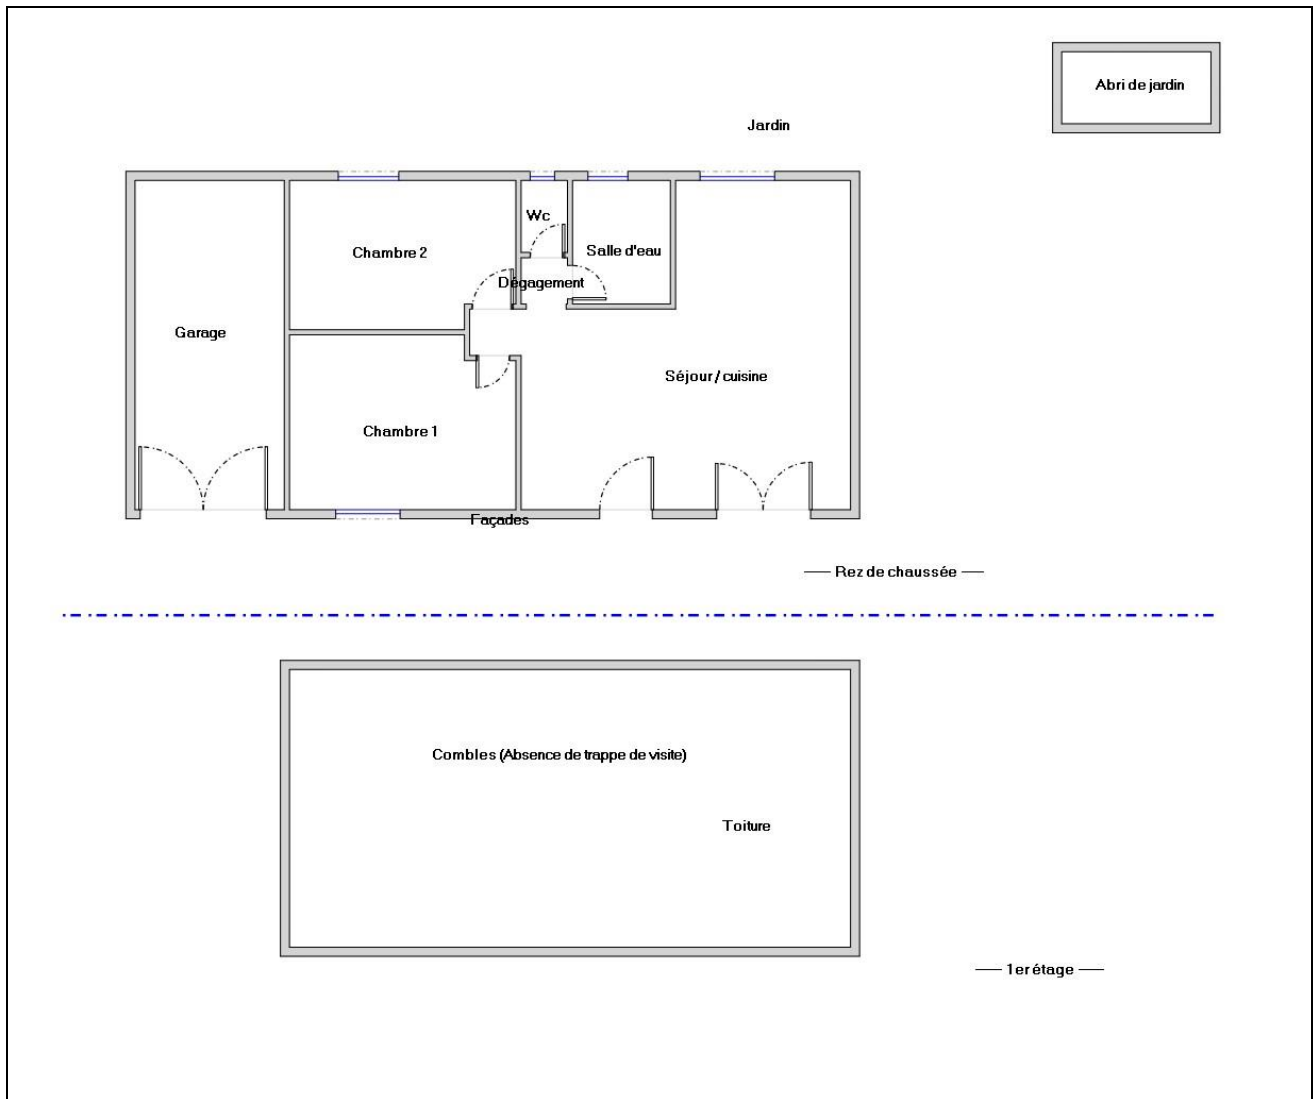 Abri de jardin
Jardin
Wc
Salle d'eau
Chambre 2
Dégagement
Garage
Séjour / cuisine
Chambre 1
Façades
Rez de chaussée
Combles (Absence de trappe de visite)
Toiture
1er étage